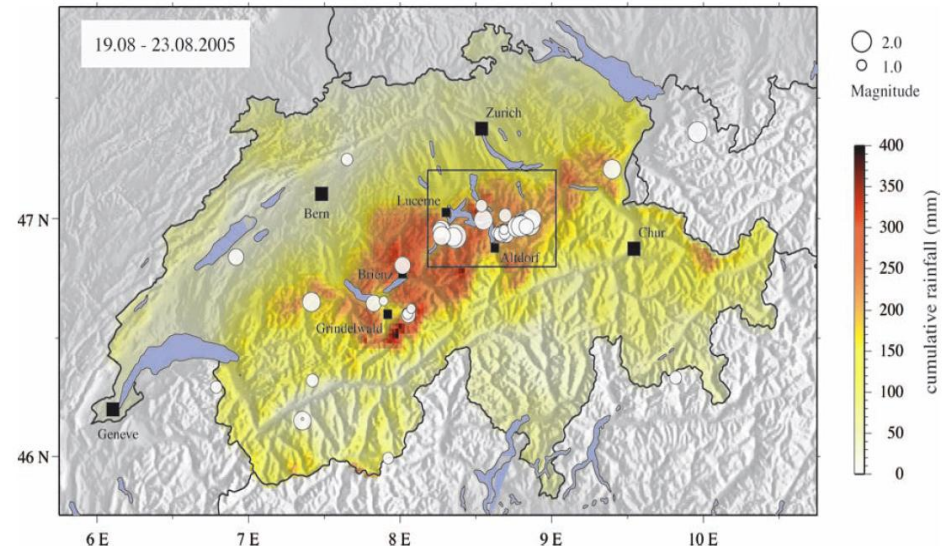 19.08 - 23.08.2005
2.0
1.0
Magnitude
Zurich
400
350
Lucerne
300
47 N
Bern
Chur
250
Altdorf
Brienz
200
Grindelwald
150
100
50
Geneve
0
46 N
cumulative rainfall (mm)
6 E
7 E
8 E
9 E
10 E